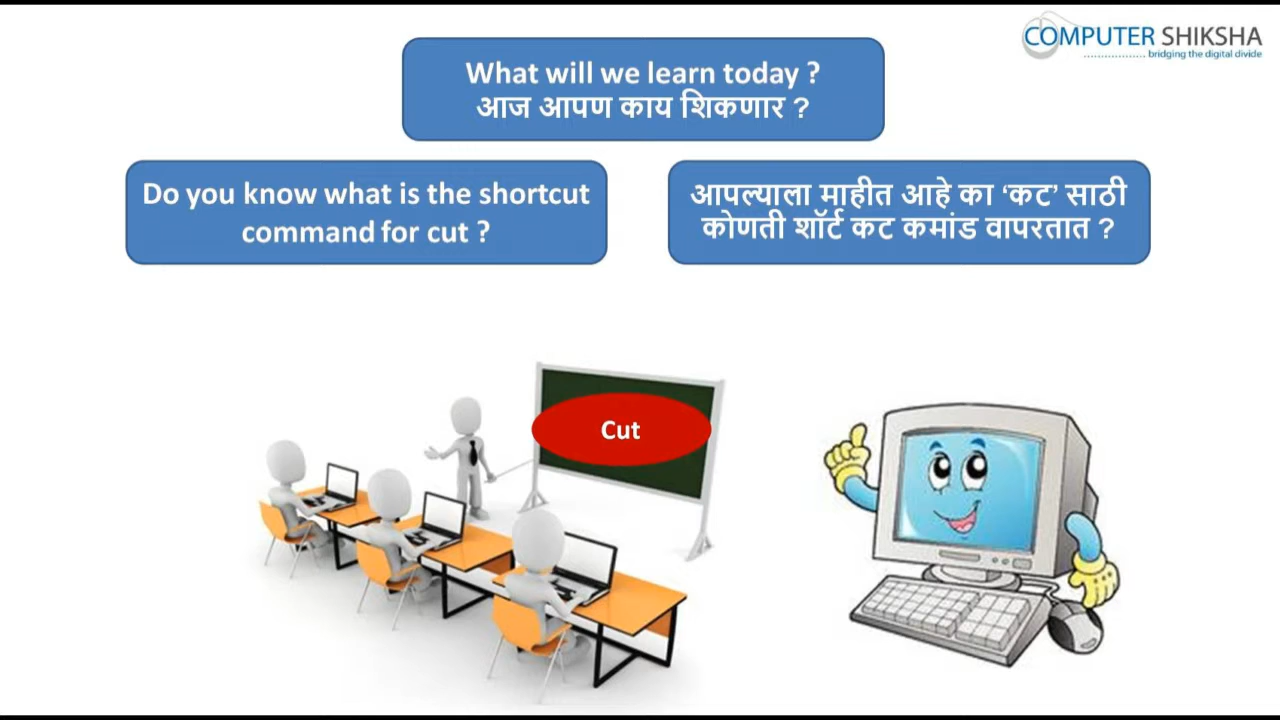 COMPUTER SHIKSHA
bridging the digital divide
What will we learn today ?
आज आपण काय शिकणार ?
Do you know what is the shortcut
command for cut ?
आपल्याला माहीत आहे का ‘कट’ साठी
कोणती शॉर्ट कट कमांड वापरतात ?
Cut